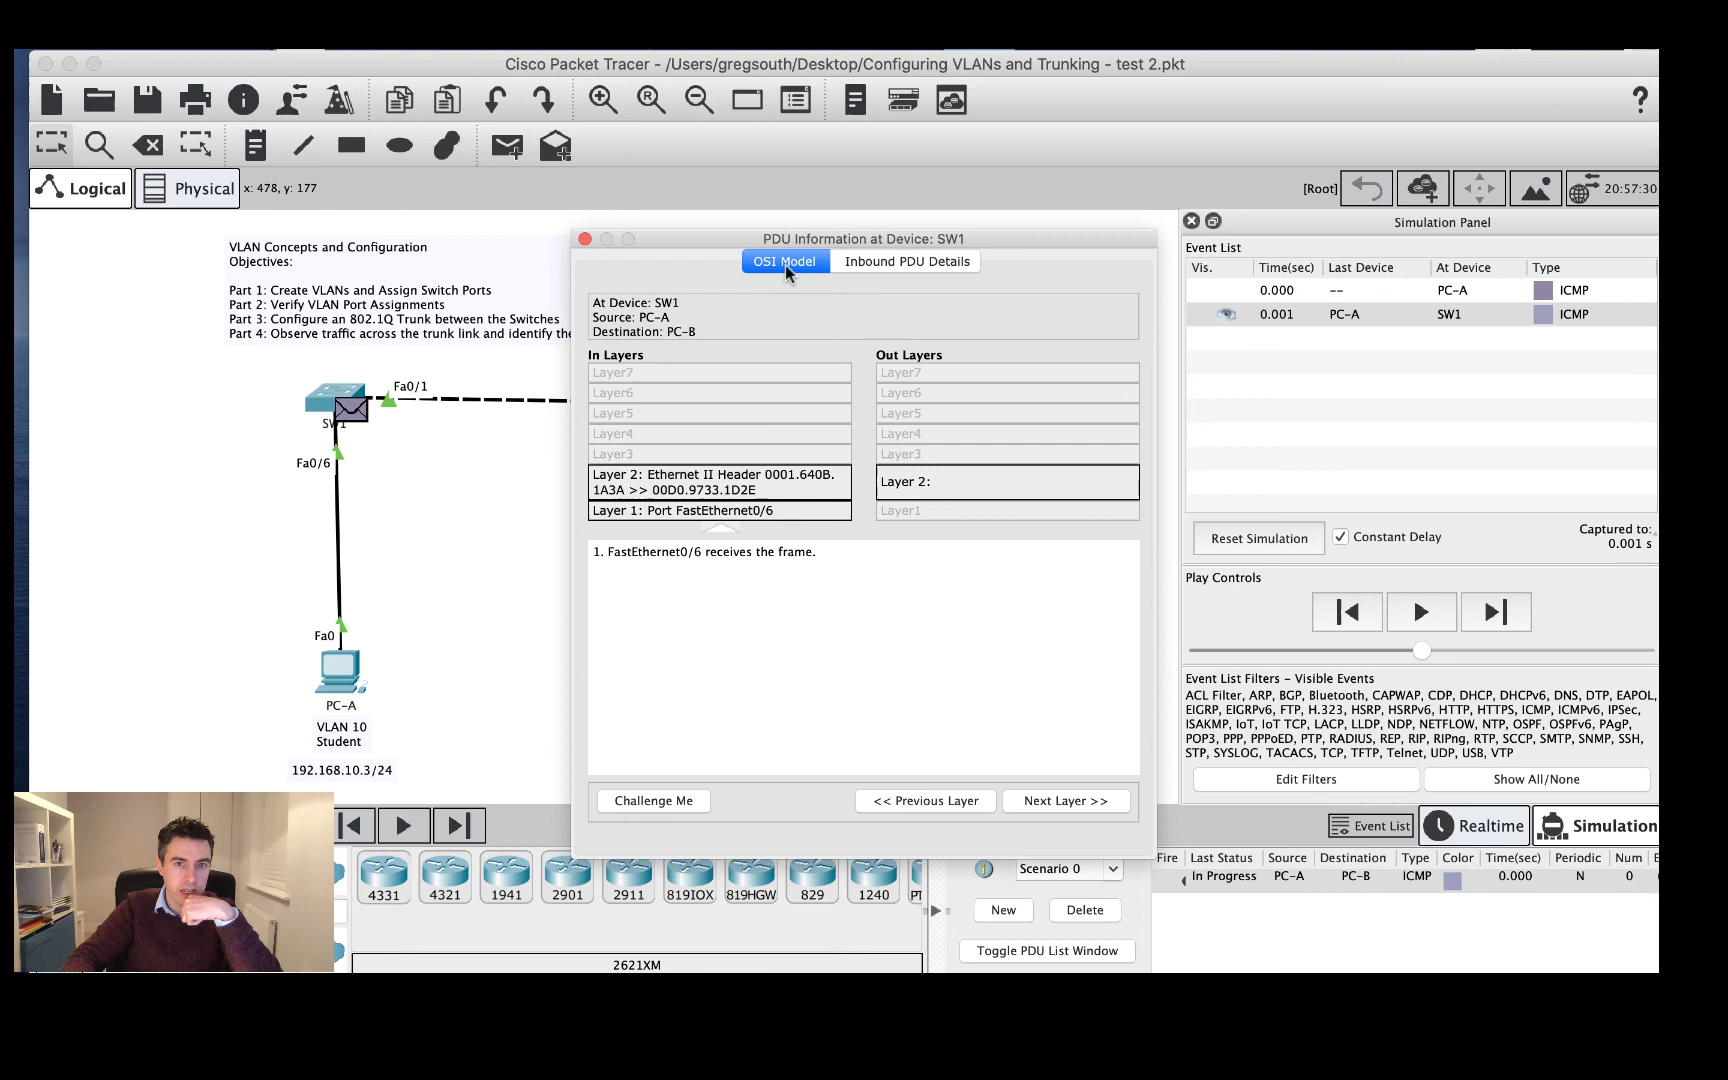 Cisco Packet Tracer - /Users/gregsouth/Desktop/Configuring VLANs and Trunking - test 2.pkt
Logical
Physical
x: 478, y: 177
[Root]
20:57:30
VLAN Concepts and Configuration
Objectives:
Part 1: Create VLANs and Assign Switch Ports
Part 2: Verify VLAN Port Assignments
Part 3: Configure an 802.1Q Trunk between the Switches
Part 4: Observe traffic across the trunk link and identify the
Fa0/1
Fa0/6
Fa0
PC-A
VLAN 10
Student
192.168.10.3/24
PDU Information at Device: SW1
OSI Model
Inbound PDU Details
At Device: SW1
Source: PC-A
Destination: PC-B
In Layers
Out Layers
Layer7
Layer7
Layer6
Layer6
Layer5
Layer5
Layer4
Layer4
Layer3
Layer3
Layer 2: Ethernet II Header 0001.640B.
1A3A >> 00D0.9733.1D2E
Layer 2:
Layer 1: Port FastEthernet0/6
Layer1
1. FastEthernet0/6 receives the frame.
Challenge Me
<< Previous Layer
Next Layer >>
Simulation Panel
Event List
Vis. Time(sec) Last Device At Device Type
0.000 -- PC-A ICMP
0.001 PC-A SW1 ICMP
Reset Simulation
Constant Delay
Captured to:
0.001 s
Play Controls
Event List Filters - Visible Events
ACL Filter, ARP, BGP, Bluetooth, CAPWAP, CDP, DHCP, DHCPv6, DNS, DTP, EAPOL,
EIGRP, EIGRPv6, FTP, H.323, HSRP, HSRPv6, HTTP, HTTPS, ICMP, ICMPv6, IPSec,
ISAKMP, IoT, IoT TCP, LACP, LLDP, NDP, NETFLOW, NTP, OSPF, OSPFv6, PAgP,
POP3, PPP, PPPoED, PTP, RADIUS, REP, RIP, RIPng, RTP, SCCP, SMTP, SNMP, SSH,
STP, SYSLOG, TACACS, TCP, TFTP, Telnet, UDP, USB, VTP
Edit Filters
Show All/None
Event List
Realtime
Simulation
4331 4321 1941 2901 2911 819IOX 819HGW 829 1240 PT
2621XM
Scenario 0
New
Delete
Toggle PDU List Window
Fire Last Status Source Destination Type Color Time(sec) Periodic Num
In Progress PC-A PC-B ICMP 0.000 N 0